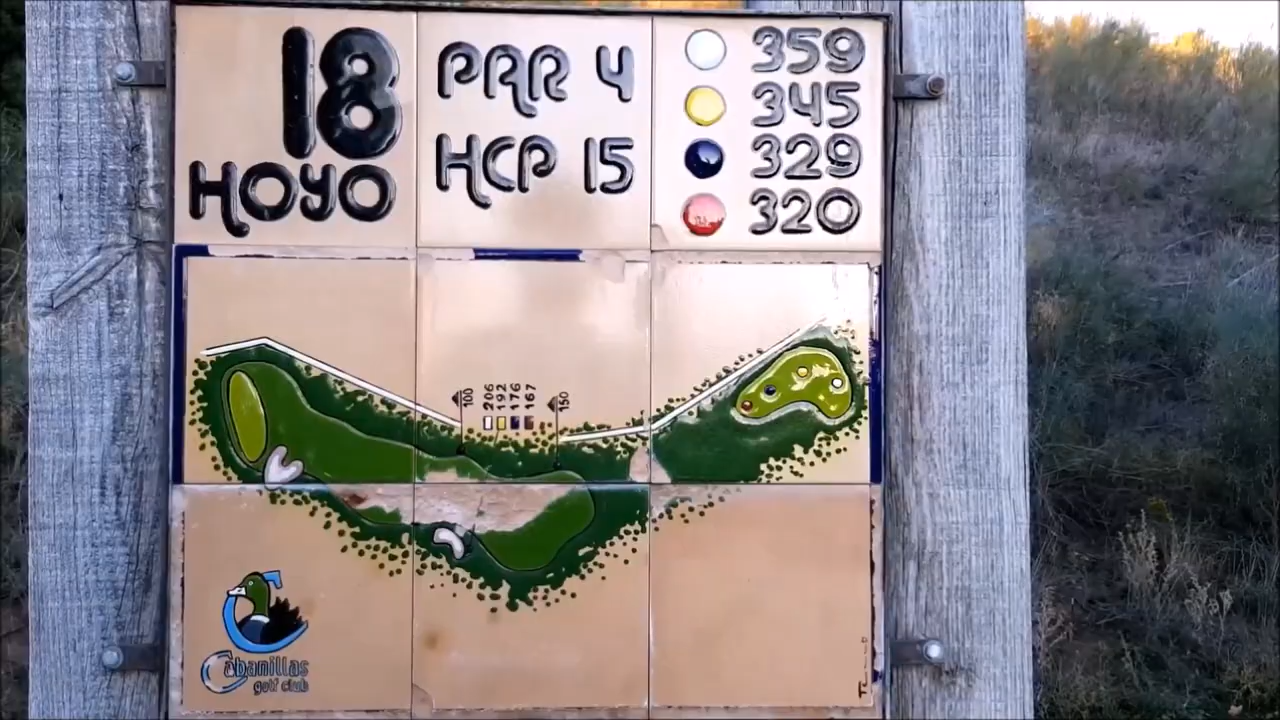 18
HOYO
PAR 4
HCP 15
359
345
329
320
100
206
192
176
167
150
Cabanillas
golf club